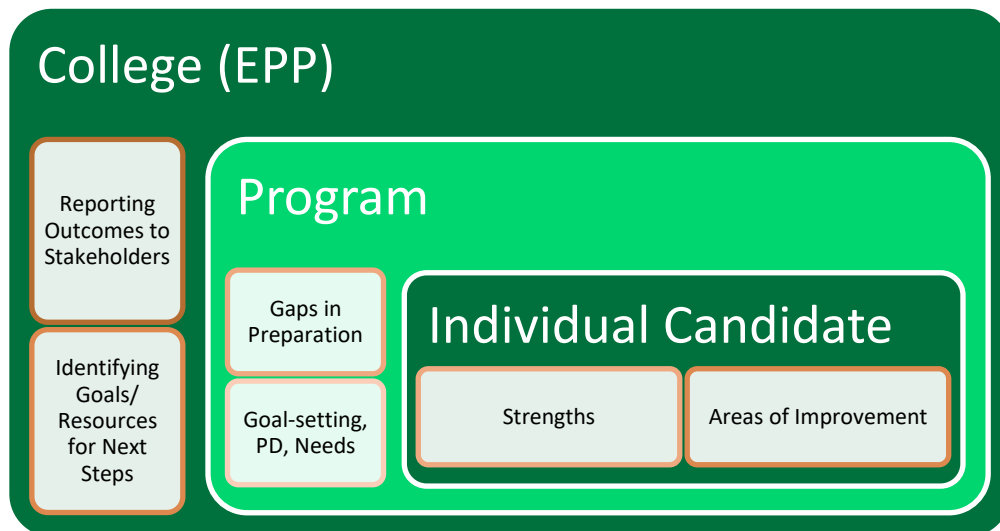 College (EPP)
Reporting
Outcomes to
Stakeholders
Identifying
Goals/
Resources
for Next
Steps
Program
Gaps in
Preparation
Goal-setting,
PD, Needs
Individual Candidate
Strengths
Areas of Improvement